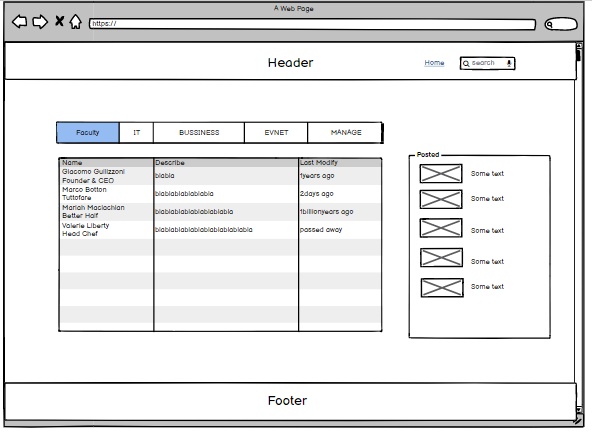 A Web Page
https://
Header
Home
search
Faculty IT BUSSINESS EVNET MANAGE
Posted
Name Describe Last Modify
Giacomo Guilizzoni
Founder & CEO
blabla
1years ago
Marco Botton
Tuttofare
blablablablablabla
2days ago
Mariah Maclachlan
Better Half
blablablablablablablabla
1billionyears ago
Valerie Liberty
Head Chef
blablablablablablablablablabla
passed away
Some text
Some text
Some text
Some text
Some text
Footer